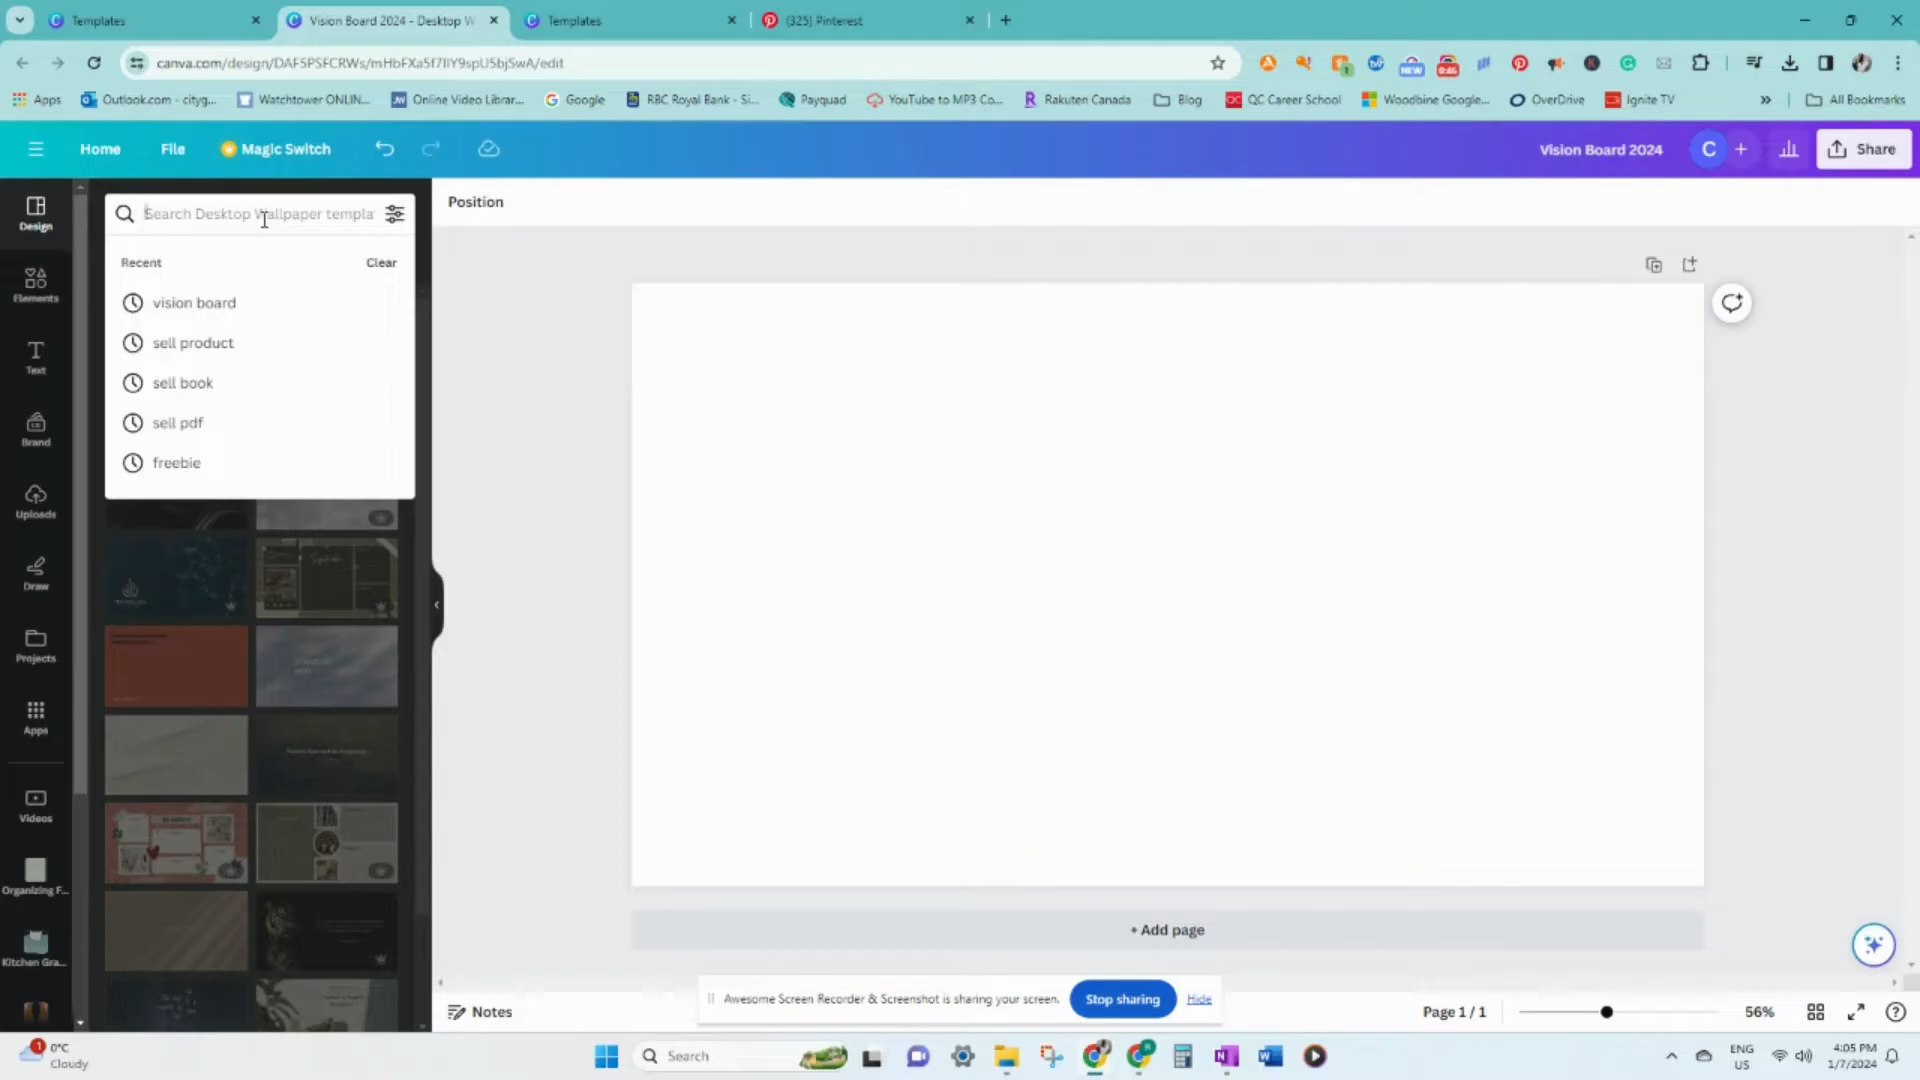 Templates
Vision Board 2024 - Desktop W
Templates
(325) Pinterest
canva.com/design/DAF5PSFCRWs/mHbFXa5f7IlY9spU5bjSwA/edit
NEW
Apps
Outlook.com - cityg...
Watchtower ONLIN...
Online Video Librar...
Google
RBC Royal Bank - Si...
Payquad
YouTube to MP3 Co...
Rakuten Canada
Blog
QC Career School
Woodbine Google...
OverDrive
Ignite TV
»
All Bookmarks
Home
File
Magic Switch
Vision Board 2024
C
+
Share
Design
Elements
Text
Brand
Uploads
Draw
Projects
Apps
Videos
Organizing F...
Kitchen Gra...
Search Desktop Wallpaper templa
Recent
Clear
vision board
sell product
sell book
sell pdf
freebie
Position
+ Add page
Awesome Screen Recorder & Screenshot is sharing your screen.
Stop sharing
Hide
Notes
Page 1 / 1
56%
1
0°C
Cloudy
Search
ENG
US
4:05 PM
1/7/2024